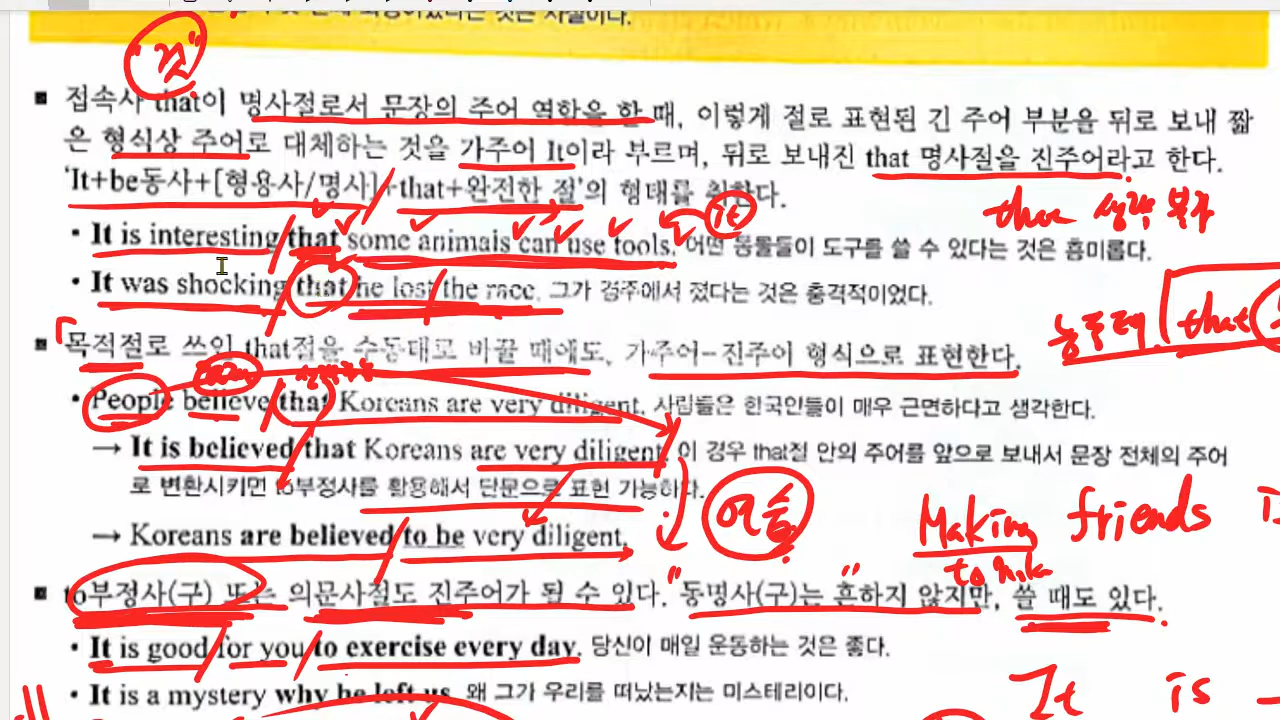 것은 사실이다.
"것"
■ 접속사 that이 명사절로서 문장의 주어 역할을 할 때, 이렇게 절로 표현된 긴 주어 부분을 뒤로 보내 짧
은 형식상 주어로 대체하는 것을 가주어 It이라 부르며, 뒤로 보내진 that 명사절을 진주어라고 한다.
'It+be동사+[형용사/명사]+that+완전한 절'의 형태를 취한다.
that 생략 불가
it
• It is interesting that some animals can use tools. 어떤 동물들이 도구를 쓸 수 있다는 것은 흥미롭다.
• It was shocking that he lost the race. 그가 경주에서 졌다는 것은 충격적이었다.
능동태 that
■ 목적절로 쓰인 that절을 수동태로 바꿀 때에도, 가주어-진주어 형식으로 표현한다.
• People believe that Koreans are very diligent. 사람들은 한국인들이 매우 근면하다고 생각한다.
→ It is believed that Koreans are very diligent. 이 경우 that절 안의 주어를 앞으로 보내서 문장 전체의 주어
로 변환시키면 to부정사를 활용해서 단문으로 표현 가능하다.
Making friends
→ Koreans are believed to be very diligent.
■ to부정사(구) 또는 의문사절도 진주어가 될 수 있다. 동명사(구)는 흔하지 않지만, 쓸 때도 있다.
• It is good for you to exercise every day. 당신이 매일 운동하는 것은 좋다.
• It is a mystery why he left us. 왜 그가 우리를 떠났는지는 미스테리이다.
It is